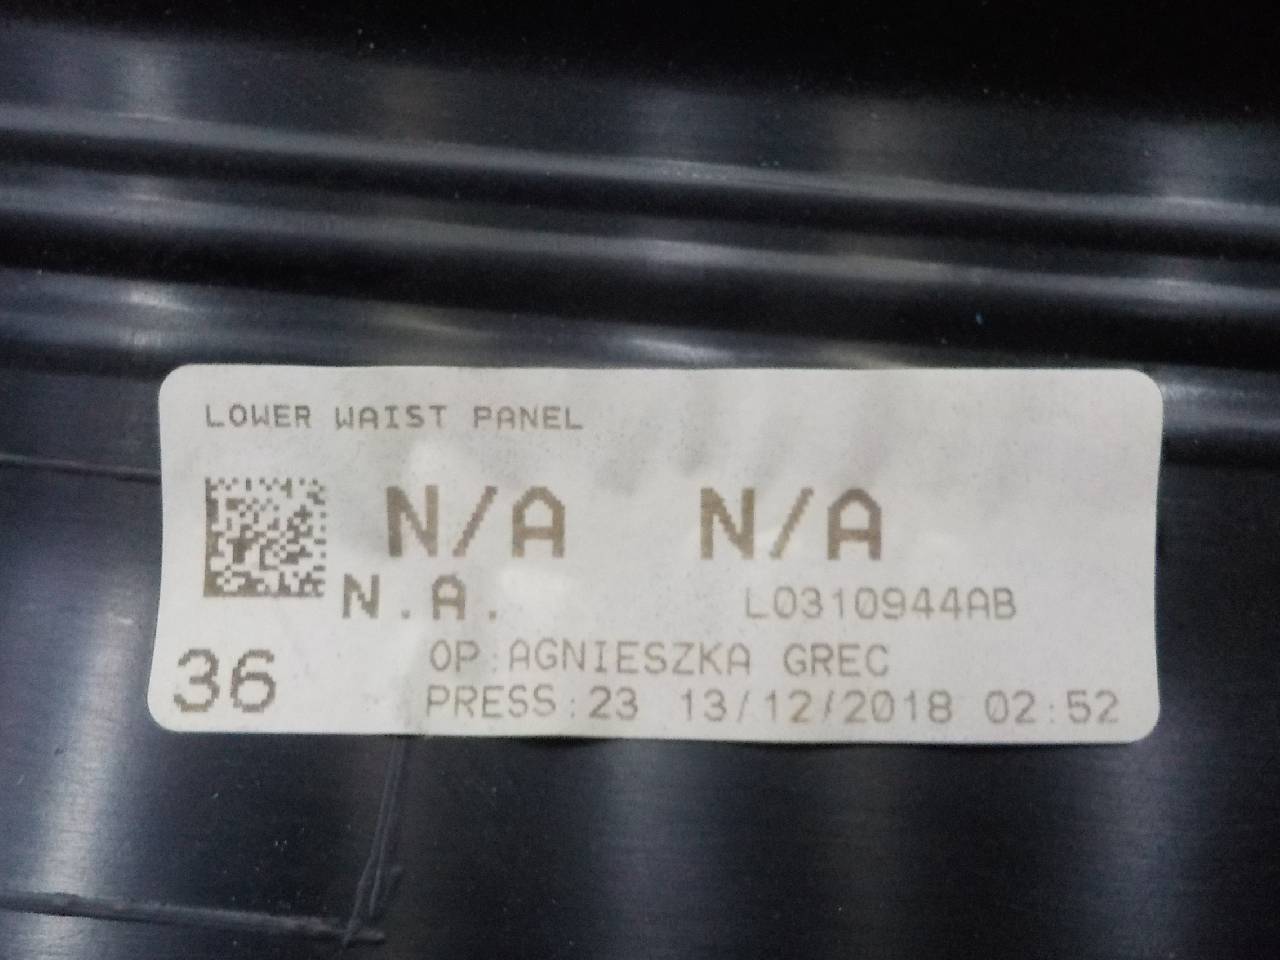 LOWER WAIST PANEL
N/A N/A
N.A. L0310944AB
36 OP:AGNIESZKA GREC
PRESS:23 13/12/2018 02:52